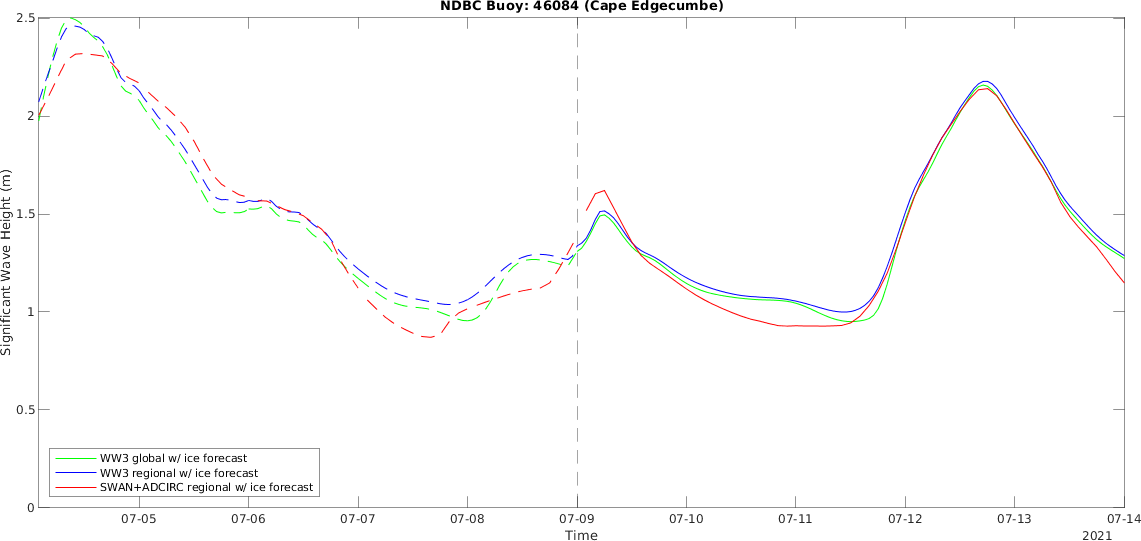 NDBC Buoy: 46084 (Cape Edgecumbe)
2.5
2
1.5
1
0.5
0
Significant Wave Height (m)
WW3 global w/ ice forecast
WW3 regional w/ ice forecast
SWAN+ADCIRC regional w/ ice forecast
07-05 07-06 07-07 07-08 07-09 07-10 07-11 07-12 07-13 07-14
Time
2021